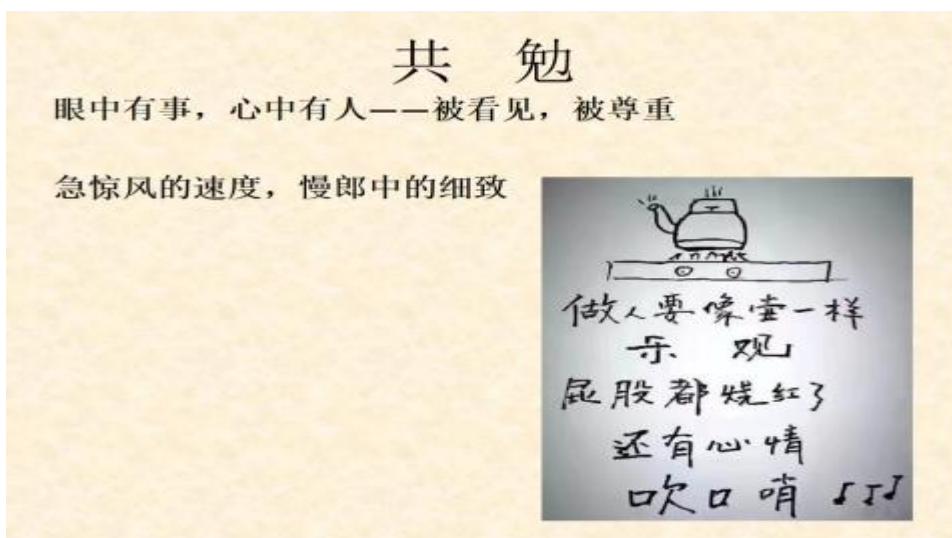 共 勉
眼中有事，心中有人——被看见，被尊重
急惊风的速度，慢郎中的细致
做人要像壶一样
乐 观
屁股都烧红了
还有心情
吹口哨